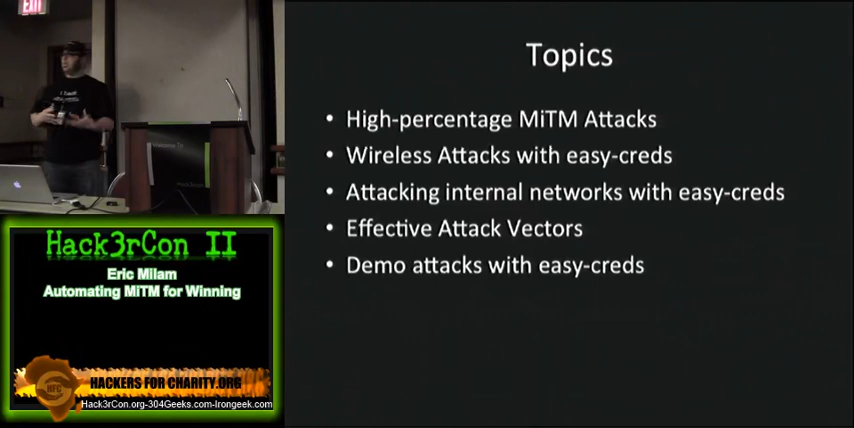 EXIT
Topics
• High-percentage MiTM Attacks
• Wireless Attacks with easy-creds
• Attacking internal networks with easy-creds
• Effective Attack Vectors
• Demo attacks with easy-creds
Hack3rCon II
Eric Milam
Automating MiTM for Winning
HFC
HACKERS FOR CHARITY.ORG
Hack3rCon.org-304Geeks.com-Irongeek.com